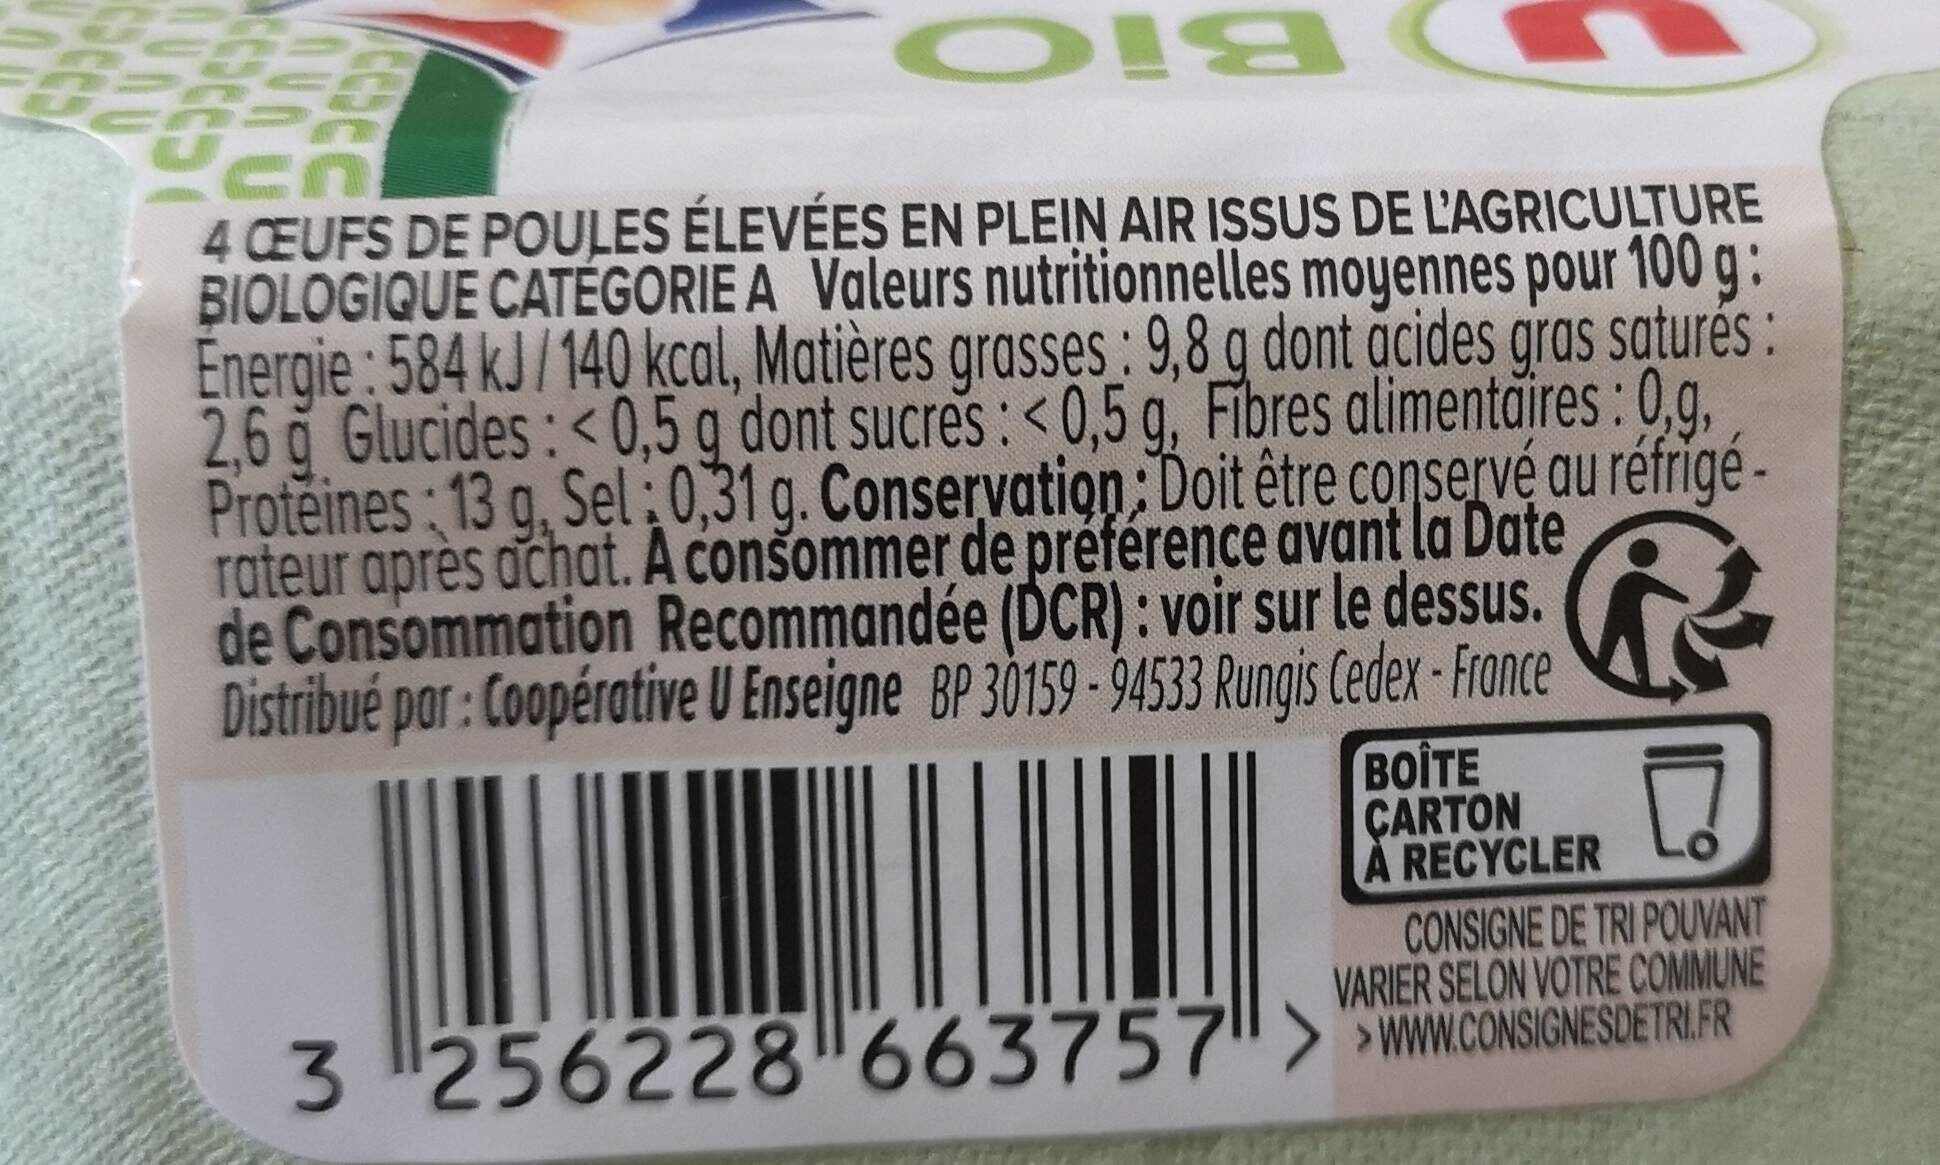 U BiO
4 ŒUFS DE POULES ÉLEVÉES EN PLEIN AIR ISSUS DE L'AGRICULTURE
BIOLOGIQUE CATÉGORIE A Valeurs nutritionnelles moyennes pour 100 g :
Énergie : 584 kJ / 140 kcal, Matières grasses : 9,8 g dont acides gras saturés :
2,6 g Glucides : < 0,5 g dont sucres : < 0,5 g, Fibres alimentaires : 0,g,
Protéines : 13 g, Sel : 0,31 g. Conservation : Doit être conservé au réfrigé-
rateur après achat. À consommer de préférence avant la Date
de Consommation Recommandée (DCR) : voir sur le dessus.
Distribué par : Coopérative U Enseigne BP 30159 - 94533 Rungis Cedex - France
BOÎTE
CARTON
À RECYCLER
CONSIGNE DE TRI POUVANT
VARIER SELON VOTRE COMMUNE
> WWW.CONSIGNESDETRI.FR
3 256228 663757 >